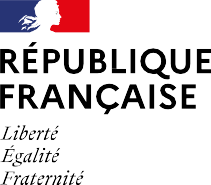 RÉPUBLIQUE
FRANÇAISE
Liberté
Égalité
Fraternité